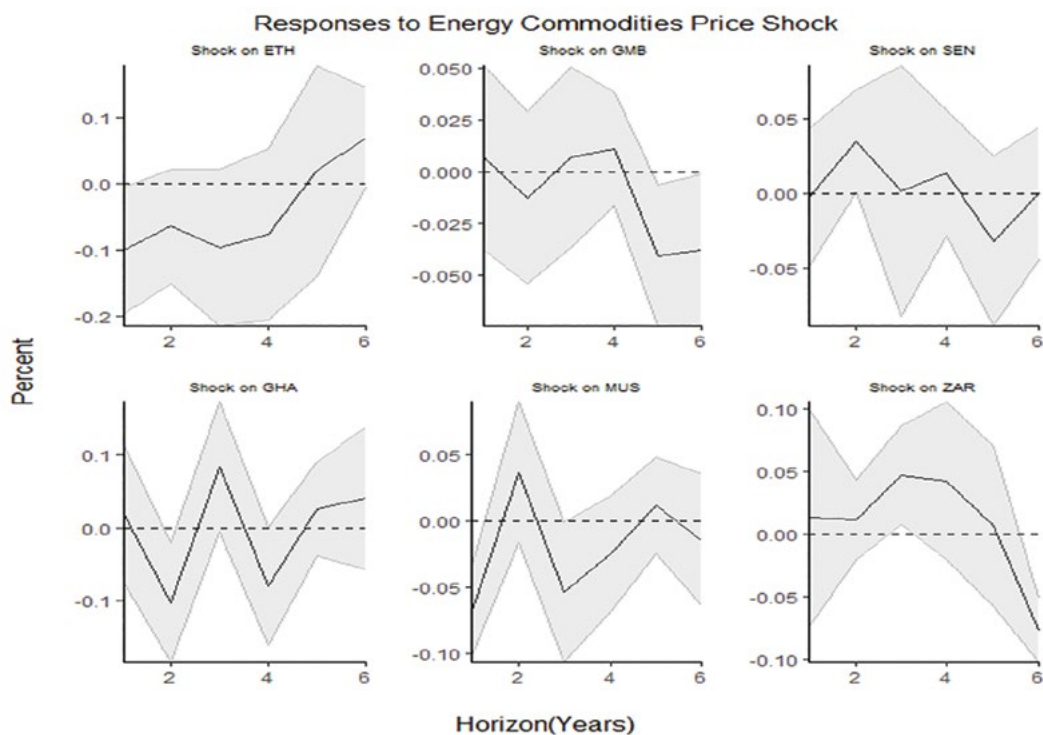 Responses to Energy Commodities Price Shock
Shock on ETH
Shock on GMB
Shock on SEN
0.1
0.0
-0.1
-0.2
2 4 6
0.050
0.025
0.000
-0.025
-0.050
2 4 6
0.05
0.00
-0.05
2 4 6
Percent
Shock on GHA
Shock on MUS
Shock on ZAR
0.1
0.0
-0.1
2 4 6
0.05
0.00
-0.05
-0.10
2 4 6
0.10
0.05
0.00
-0.05
-0.10
2 4 6
Horizon(Years)